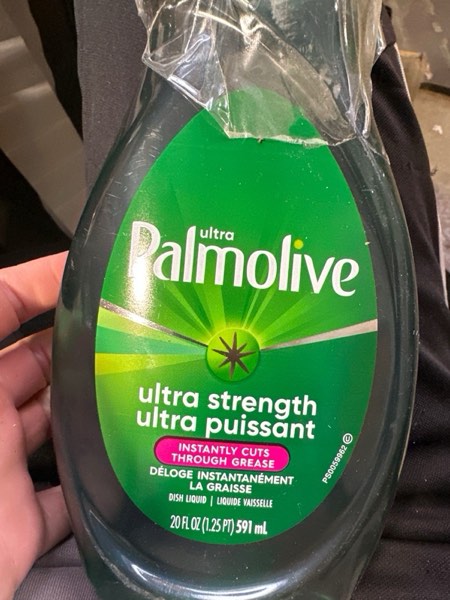 ultra
Palmolive
ultra strength
ultra puissant
INSTANTLY CUTS
THROUGH GREASE
DÉLOGE INSTANTANÉMENT
LA GRAISSE
DISH LIQUID | LIQUIDE VAISSELLE
20 FL OZ (1.25 PT) 591 mL
P50059962 ©